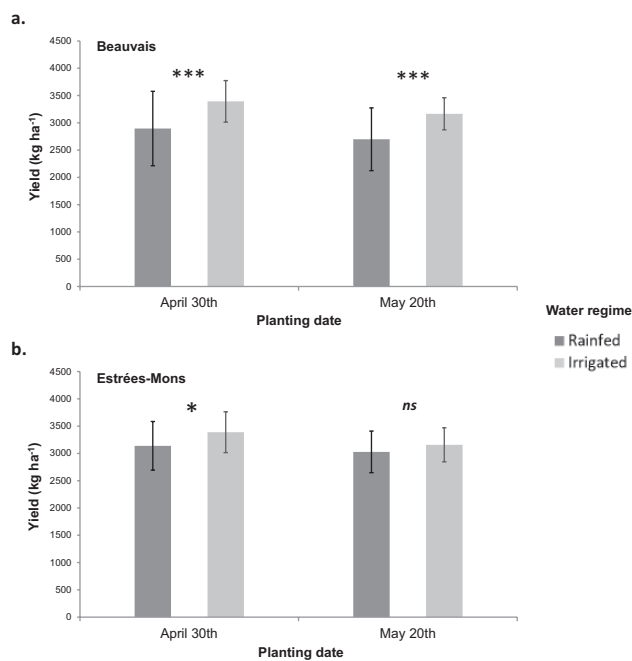 a.
Beauvais
4500
4000
3500
3000
2500
2000
1500
1000
500
0
Yield (kg ha⁻¹)
***
***
April 30th
May 20th
Planting date
Water regime
Rainfed
Irrigated
b.
Estrées-Mons
4500
4000
3500
3000
2500
2000
1500
1000
500
0
Yield (kg ha⁻¹)
*
ns
April 30th
May 20th
Planting date